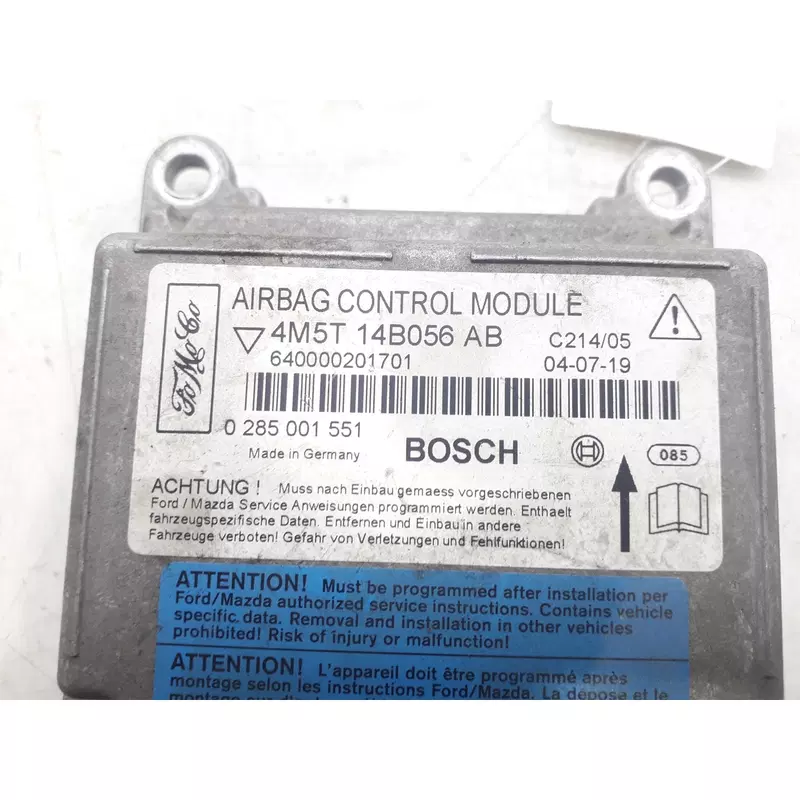 FoMoCo
AIRBAG CONTROL MODULE
4M5T 14B056 AB C214/05
640000201701 04-07-19
0 285 001 551 BOSCH 085
Made in Germany
ACHTUNG ! Muss nach Einbau gemaess vorgeschriebenen
Ford / Mazda Service Anweisungen programmiert werden. Enthaelt
fahrzeugspezifische Daten. Entfernen und Einbau in andere
Fahrzeuge verboten! Gefahr von Verletzungen und Fehlfunktionen!
ATTENTION! Must be programmed after installation per
Ford/Mazda authorized service instructions. Contains vehicle
specific data. Removal and installation in other vehicles
prohibited! Risk of injury or malfunction!
ATTENTION! L'appareil doit être programmé après
montage selon les instructions Ford/Mazda. La dépose et le
montage sur